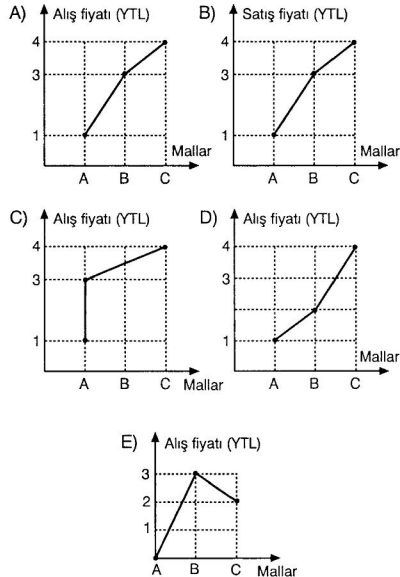 A) Alış fiyatı (YTL)
4
3
1
Mallar
A B C
B) Satış fiyatı (YTL)
4
3
1
Mallar
A B C
C) Alış fiyatı (YTL)
4
3
1
A B C Mallar
D) Alış fiyatı (YTL)
4
3
1
Mallar
A B C
E) Alış fiyatı (YTL)
3
2
1
A B C Mallar